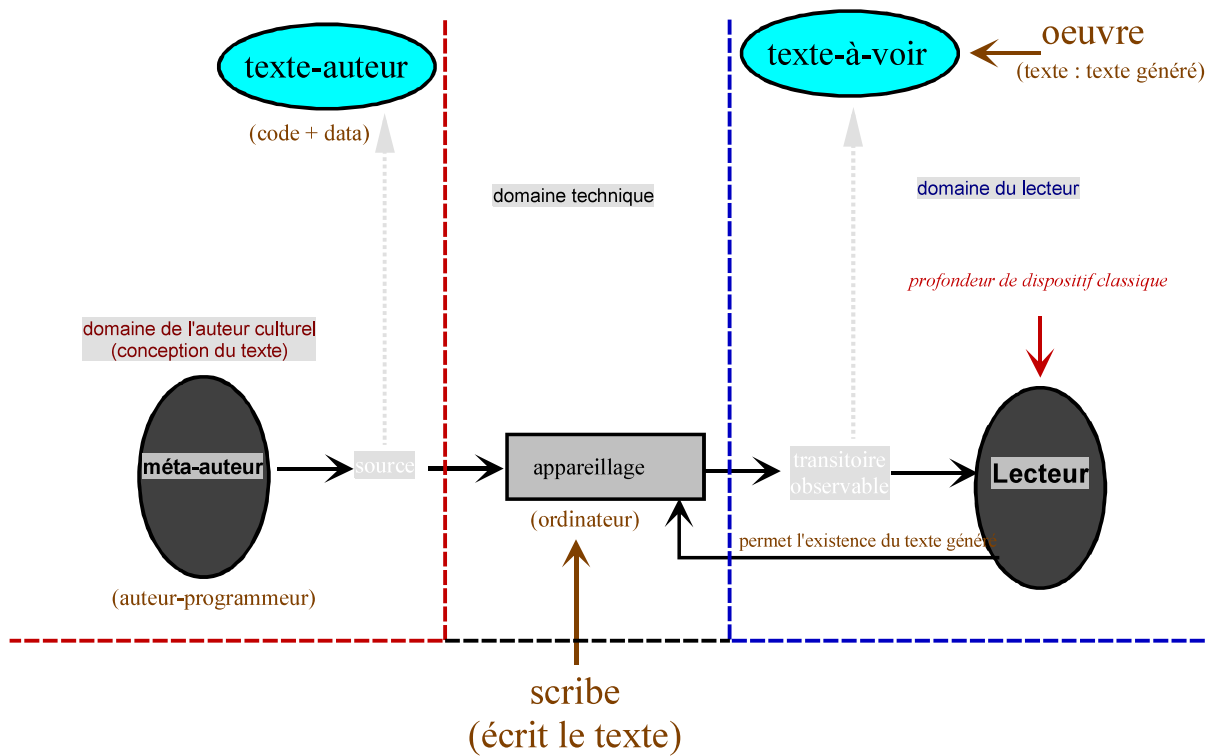 texte-auteur
(code + data)
texte-à-voir
oeuvre
(texte : texte généré)
domaine technique
domaine du lecteur
profondeur de dispositif classique
domaine de l'auteur culturel
(conception du texte)
méta-auteur
source
appareillage
(ordinateur)
transitoire
observable
Lecteur
permet l'existence du texte généré
(auteur-programmeur)
scribe
(écrit le texte)